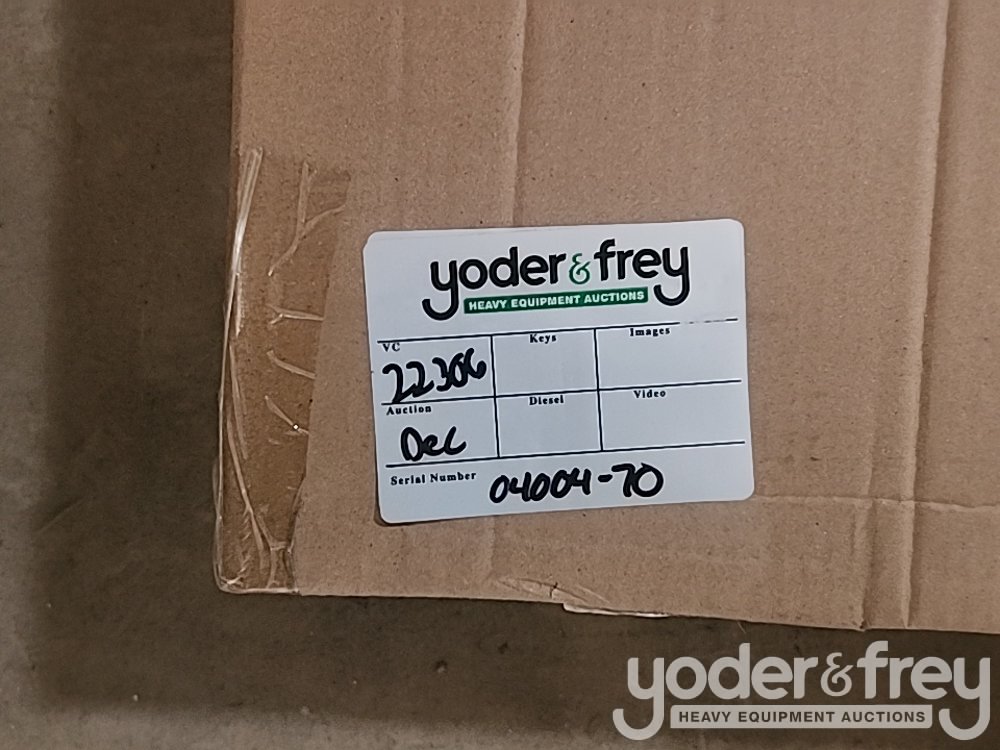 yoder & frey
HEAVY EQUIPMENT AUCTIONS
VC Keys Images
22306
Auction Diesel Video
Dec
Serial Number 04004-70
yoder & frey
HEAVY EQUIPMENT AUCTIONS